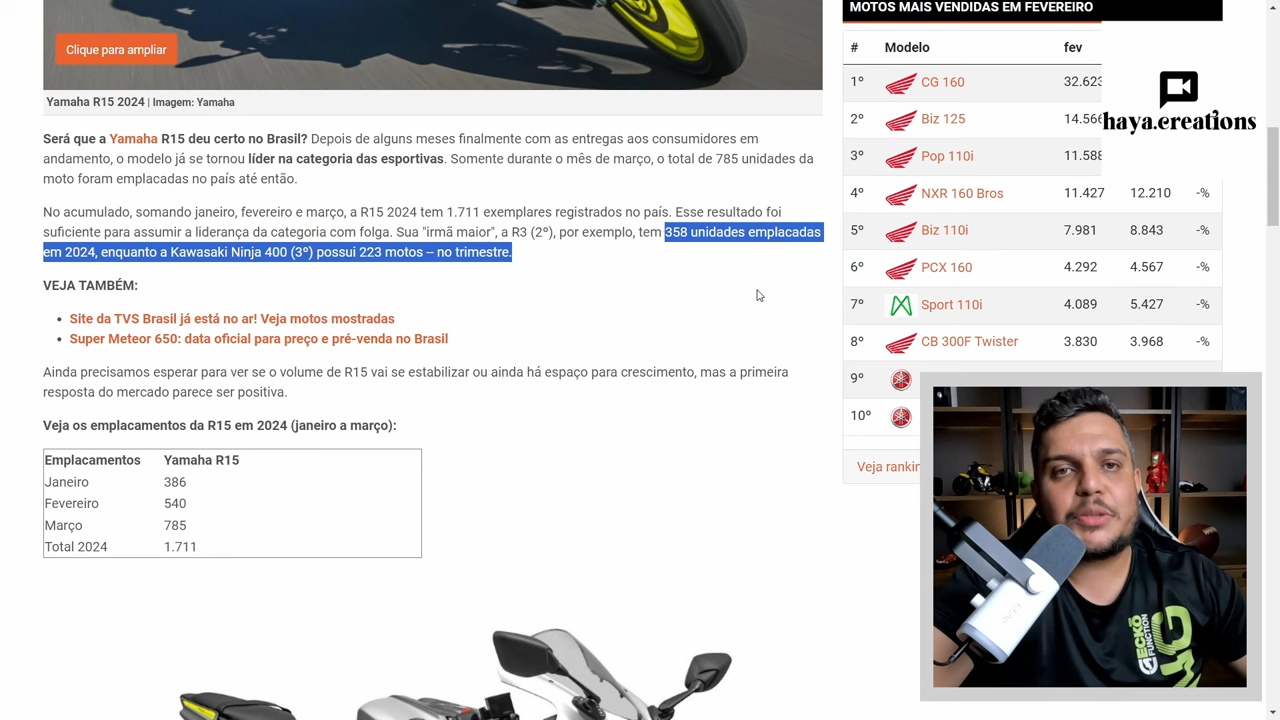 Clique para ampliar
Yamaha R15 2024 | Imagem: Yamaha
Será que a Yamaha R15 deu certo no Brasil? Depois de alguns meses finalmente com as entregas aos consumidores em
andamento, o modelo já se tornou líder na categoria das esportivas. Somente durante o mês de março, o total de 785 unidades da
moto foram emplacadas no país até então.
No acumulado, somando janeiro, fevereiro e março, a R15 2024 tem 1.711 exemplares registrados no país. Esse resultado foi
suficiente para assumir a liderança da categoria com folga. Sua "irmã maior", a R3 (2º), por exemplo, tem 358 unidades emplacadas
em 2024, enquanto a Kawasaki Ninja 400 (3º) possui 223 motos – no trimestre.
VEJA TAMBÉM:
• Site da TVS Brasil já está no ar! Veja motos mostradas
• Super Meteor 650: data oficial para preço e pré-venda no Brasil
Ainda precisamos esperar para ver se o volume de R15 vai se estabilizar ou ainda há espaço para crescimento, mas a primeira
resposta do mercado parece ser positiva.
Veja os emplacamentos da R15 em 2024 (janeiro a março):
Emplacamentos Yamaha R15
Janeiro 386
Fevereiro 540
Março 785
Total 2024 1.711
MOTOS MAIS VENDIDAS EM FEVEREIRO
# Modelo fev
1º CG 160 32.623
2º Biz 125 14.566
3º Pop 110i 11.588
4º NXR 160 Bros 11.427 12.210 -%
5º Biz 110i 7.981 8.843 -%
6º PCX 160 4.292 4.567 -%
7º Sport 110i 4.089 5.427 -%
8º CB 300F Twister 3.830 3.968 -%
9º
10º
Veja rankin
haya.creations
GECKO
FUNCTION